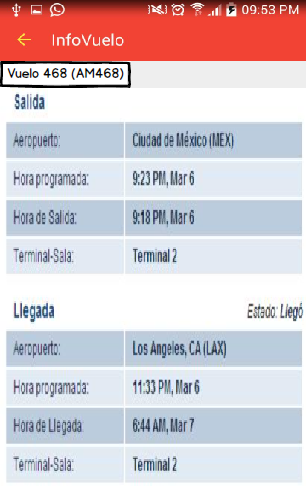 09:53 PM
InfoVuelo
Vuelo 468 (AM468)
Salida
Aeropuerto: Ciudad de México (MEX)
Hora programada: 9:23 PM, Mar 6
Hora de Salida: 9:18 PM, Mar 6
Terminal-Sala: Terminal 2
Llegada Estado: Llegó
Aeropuerto: Los Angeles, CA (LAX)
Hora programada: 11:33 PM, Mar 6
Hora de Llegada: 6:44 AM, Mar 7
Terminal-Sala: Terminal 2